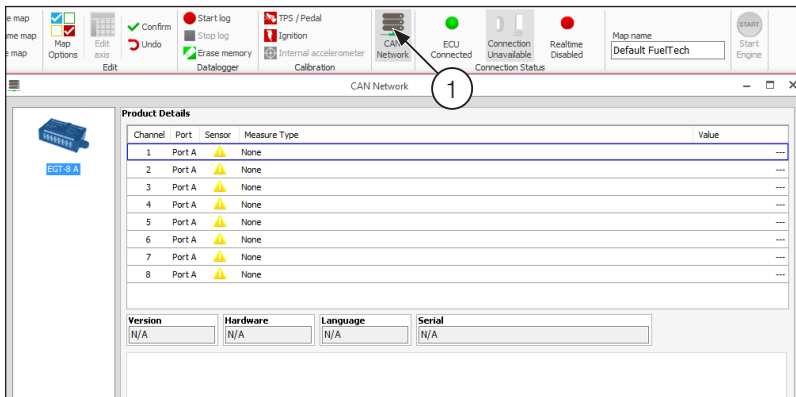 e map
me map
e map
Map
Options
Edit
axis
Confirm
Undo
Edit
Start log
Stop log
Erase memory
Datalogger
TPS / Pedal
Ignition
Internal accelerometer
Calibration
CAN
Network
ECU
Connected
Connection
Unavailable
Realtime
Disabled
Connection Status
Map name
Default FuelTech
START
Start
Engine
CAN Network
1
EGT-8 A
Product Details
Channel Port Sensor Measure Type Value
1 Port A None ---
2 Port A None ---
3 Port A None ---
4 Port A None ---
5 Port A None ---
6 Port A None ---
7 Port A None ---
8 Port A None ---
Version Hardware Language Serial
N/A N/A N/A N/A